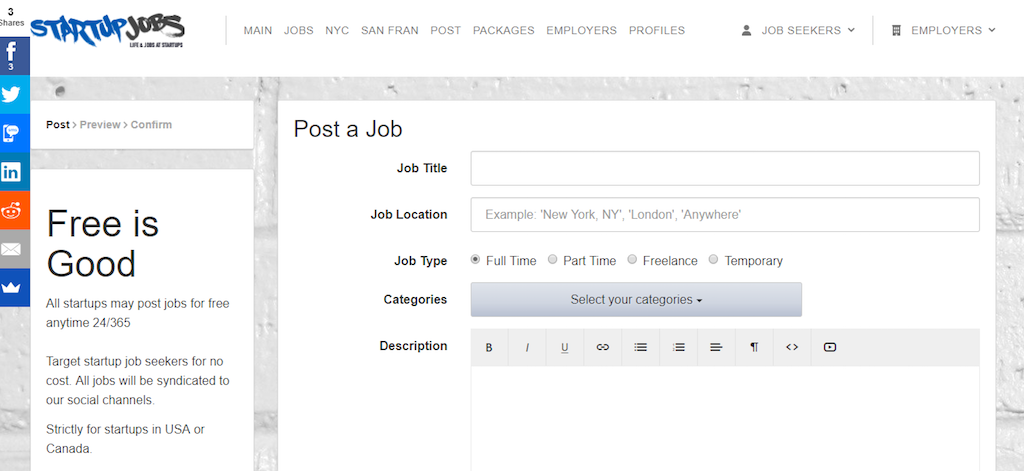 3
Shares
3
STARTUPJOBS
LIFE & JOBS AT STARTUPS
MAIN JOBS NYC SAN FRAN POST PACKAGES EMPLOYERS PROFILES
JOB SEEKERS
EMPLOYERS
Post > Preview > Confirm
Free is
Good
All startups may post jobs for free
anytime 24/365
Target startup job seekers for no
cost. All jobs will be syndicated to
our social channels.
Strictly for startups in USA or
Canada.
Post a Job
Job Title
Job Location Example: 'New York, NY', 'London', 'Anywhere'
Job Type Full Time Part Time Freelance Temporary
Categories Select your categories
Description
B I U